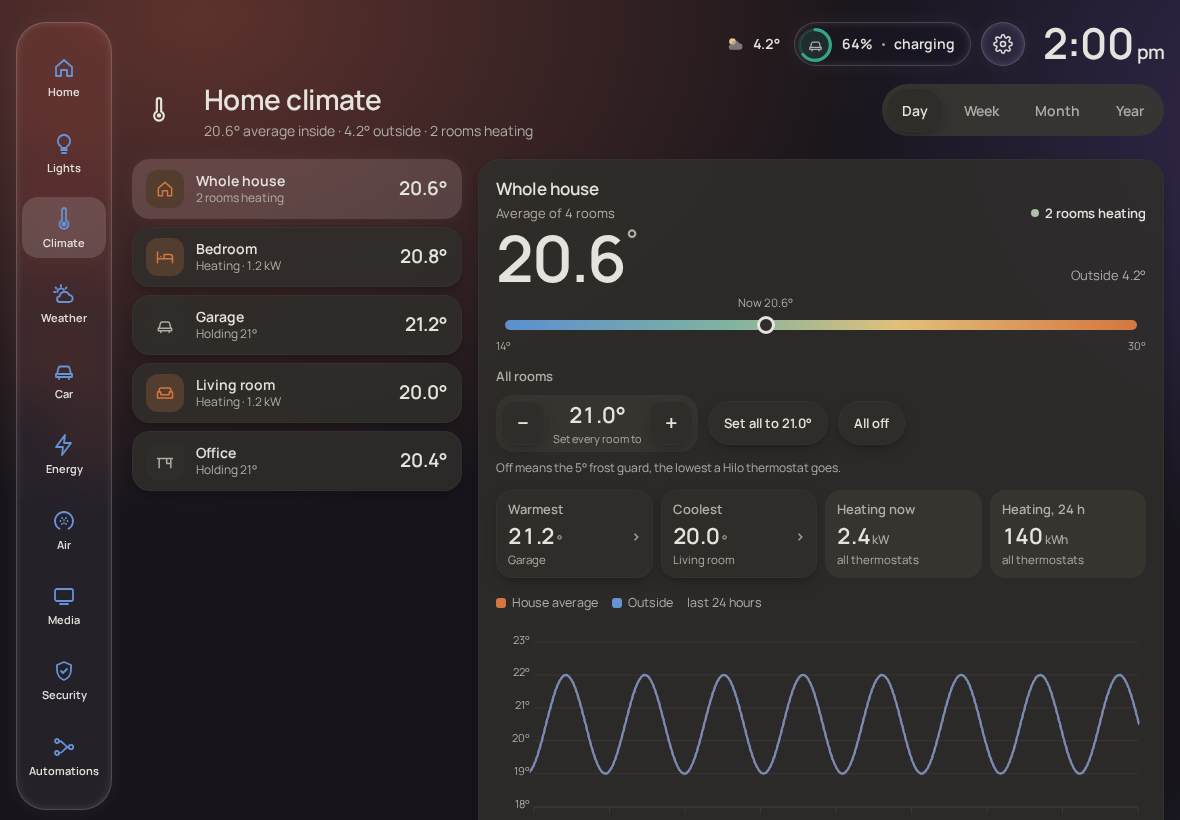 4.2°
64% • charging
2:00 pm
Home
Lights
Climate
Weather
Car
Energy
Air
Media
Security
Automations
Home climate
20.6° average inside · 4.2° outside · 2 rooms heating
Day
Week
Month
Year
Whole house
2 rooms heating
20.6°
Bedroom
Heating · 1.2 kW
20.8°
Garage
Holding 21°
21.2°
Living room
Heating · 1.2 kW
20.0°
Office
Holding 21°
20.4°
Whole house
Average of 4 rooms
2 rooms heating
20.6°
Outside 4.2°
Now 20.6°
14°
30°
All rooms
−
21.0°
Set every room to
+
Set all to 21.0°
All off
Off means the 5° frost guard, the lowest a Hilo thermostat goes.
Warmest
21.2°
Garage
Coolest
20.0°
Living room
Heating now
2.4 kW
all thermostats
Heating, 24 h
140 kWh
all thermostats
House average
Outside
last 24 hours
23°
22°
21°
20°
19°
18°